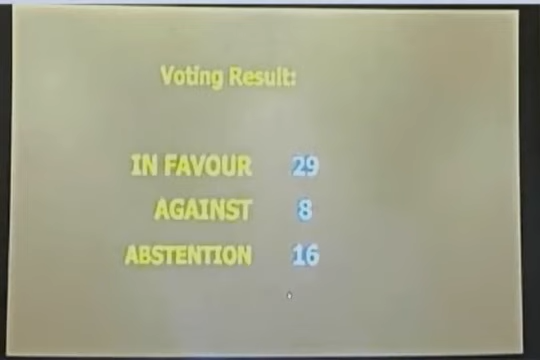 Voting Result:
IN FAVOUR 29
AGAINST 8
ABSTENTION 16